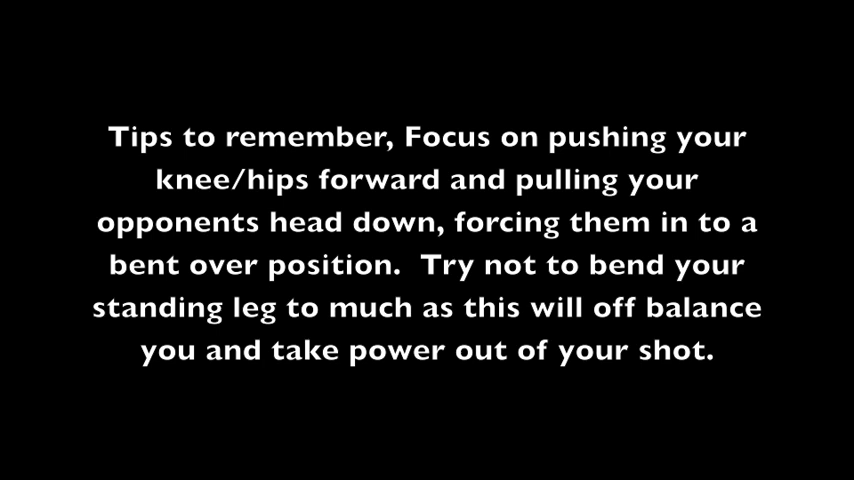 Tips to remember, Focus on pushing your
knee/hips forward and pulling your
opponents head down, forcing them in to a
bent over position.  Try not to bend your
standing leg to much as this will off balance
you and take power out of your shot.